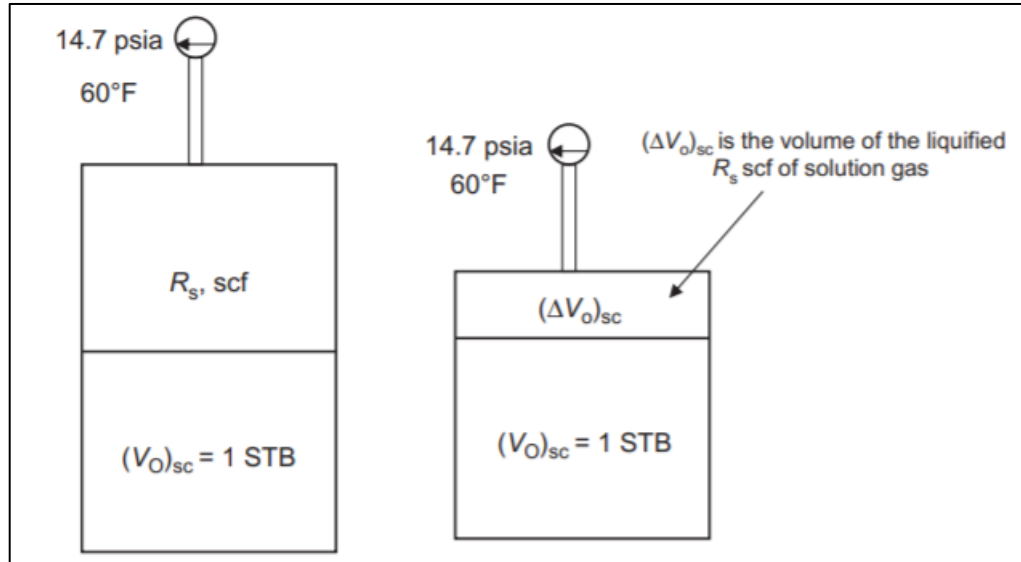 14.7 psia
60°F
R_s, scf
(V_O)_sc = 1 STB
14.7 psia
60°F
(ΔV_o)_sc is the volume of the liquified
R_s scf of solution gas
(ΔV_o)_sc
(V_O)_sc = 1 STB